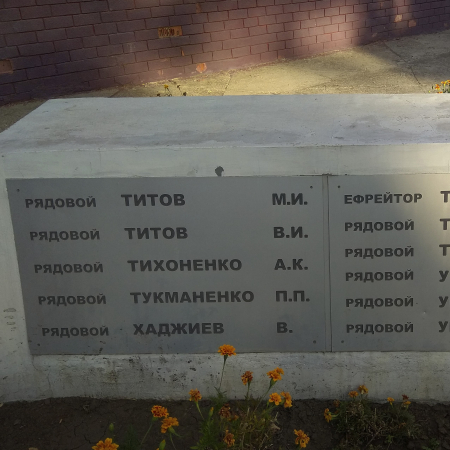 РЯДОВОЙ ТИТОВ М.И.
РЯДОВОЙ ТИТОВ В.И.
РЯДОВОЙ ТИХОНЕНКО А.К.
РЯДОВОЙ ТУКМАНЕНКО П.П.
РЯДОВОЙ ХАДЖИЕВ В.
ЕФРЕЙТОР
РЯДОВОЙ
РЯДОВОЙ
РЯДОВОЙ
РЯДОВОЙ
РЯДОВОЙ